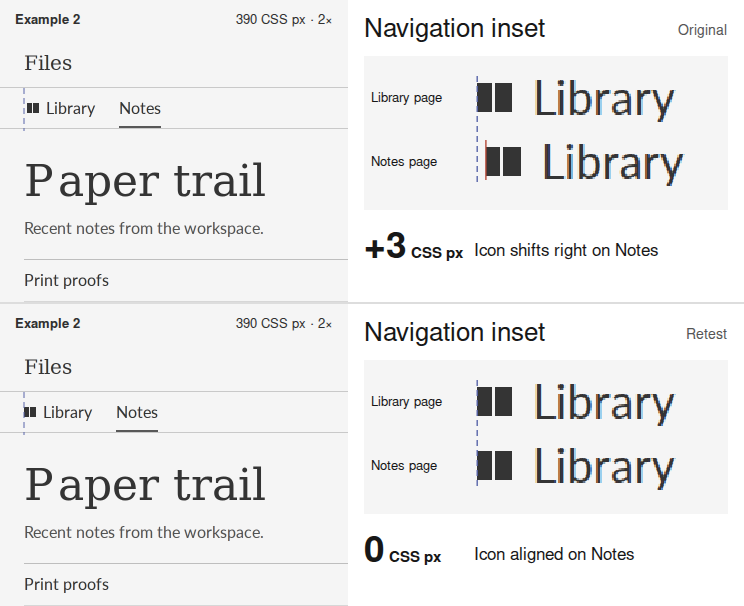 Example 2
390 CSS px · 2×
Files
Library
Notes
Paper trail
Recent notes from the workspace.
Print proofs
Navigation inset
Original
Library page
Library
Notes page
Library
+3 CSS px
Icon shifts right on Notes
Example 2
390 CSS px · 2×
Files
Library
Notes
Paper trail
Recent notes from the workspace.
Print proofs
Navigation inset
Retest
Library page
Library
Notes page
Library
0 CSS px
Icon aligned on Notes